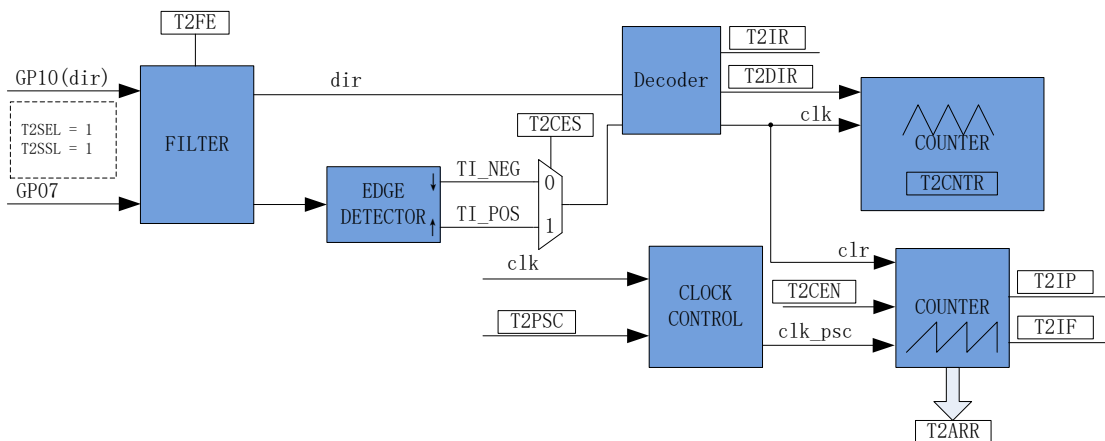 T2FE
GP10(dir)
T2SEL = 1
T2SSL = 1
GP07
FILTER
dir
T2CES
EDGE
DETECTOR
TI_NEG
TI_POS
0
1
Decoder
T2IR
T2DIR
clk
COUNTER
T2CNTR
clk
T2PSC
CLOCK
CONTROL
clr
T2CEN
clk_psc
COUNTER
T2IP
T2IF
T2ARR